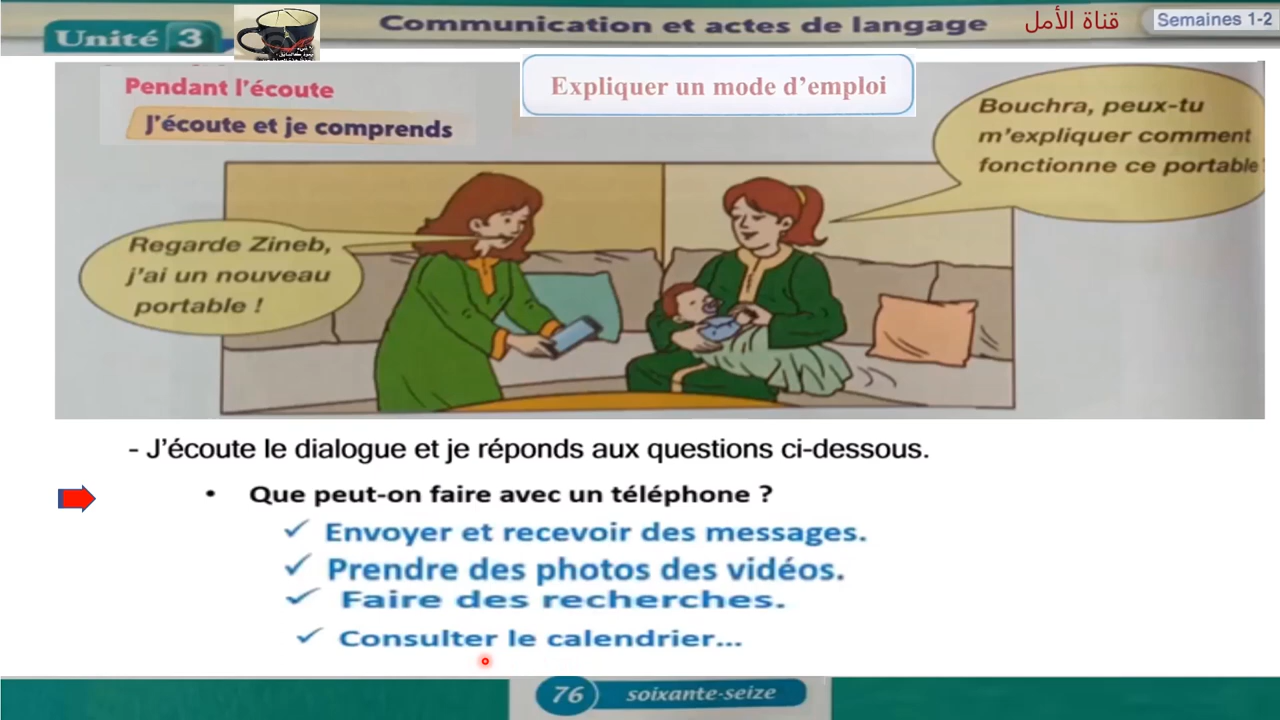 Unité 3
Communication et actes de langage
قناة الأمل
Semaines 1-2
Pendant l'écoute
J'écoute et je comprends
Expliquer un mode d'emploi
Bouchra, peux-tu
m'expliquer comment
fonctionne ce portable?
Regarde Zineb,
j'ai un nouveau
portable !
- J'écoute le dialogue et je réponds aux questions ci-dessous.
• Que peut-on faire avec un téléphone ?
✓ Envoyer et recevoir des messages.
✓ Prendre des photos des vidéos.
✓ Faire des recherches.
✓ Consulter le calendrier...
76 soixante-seize